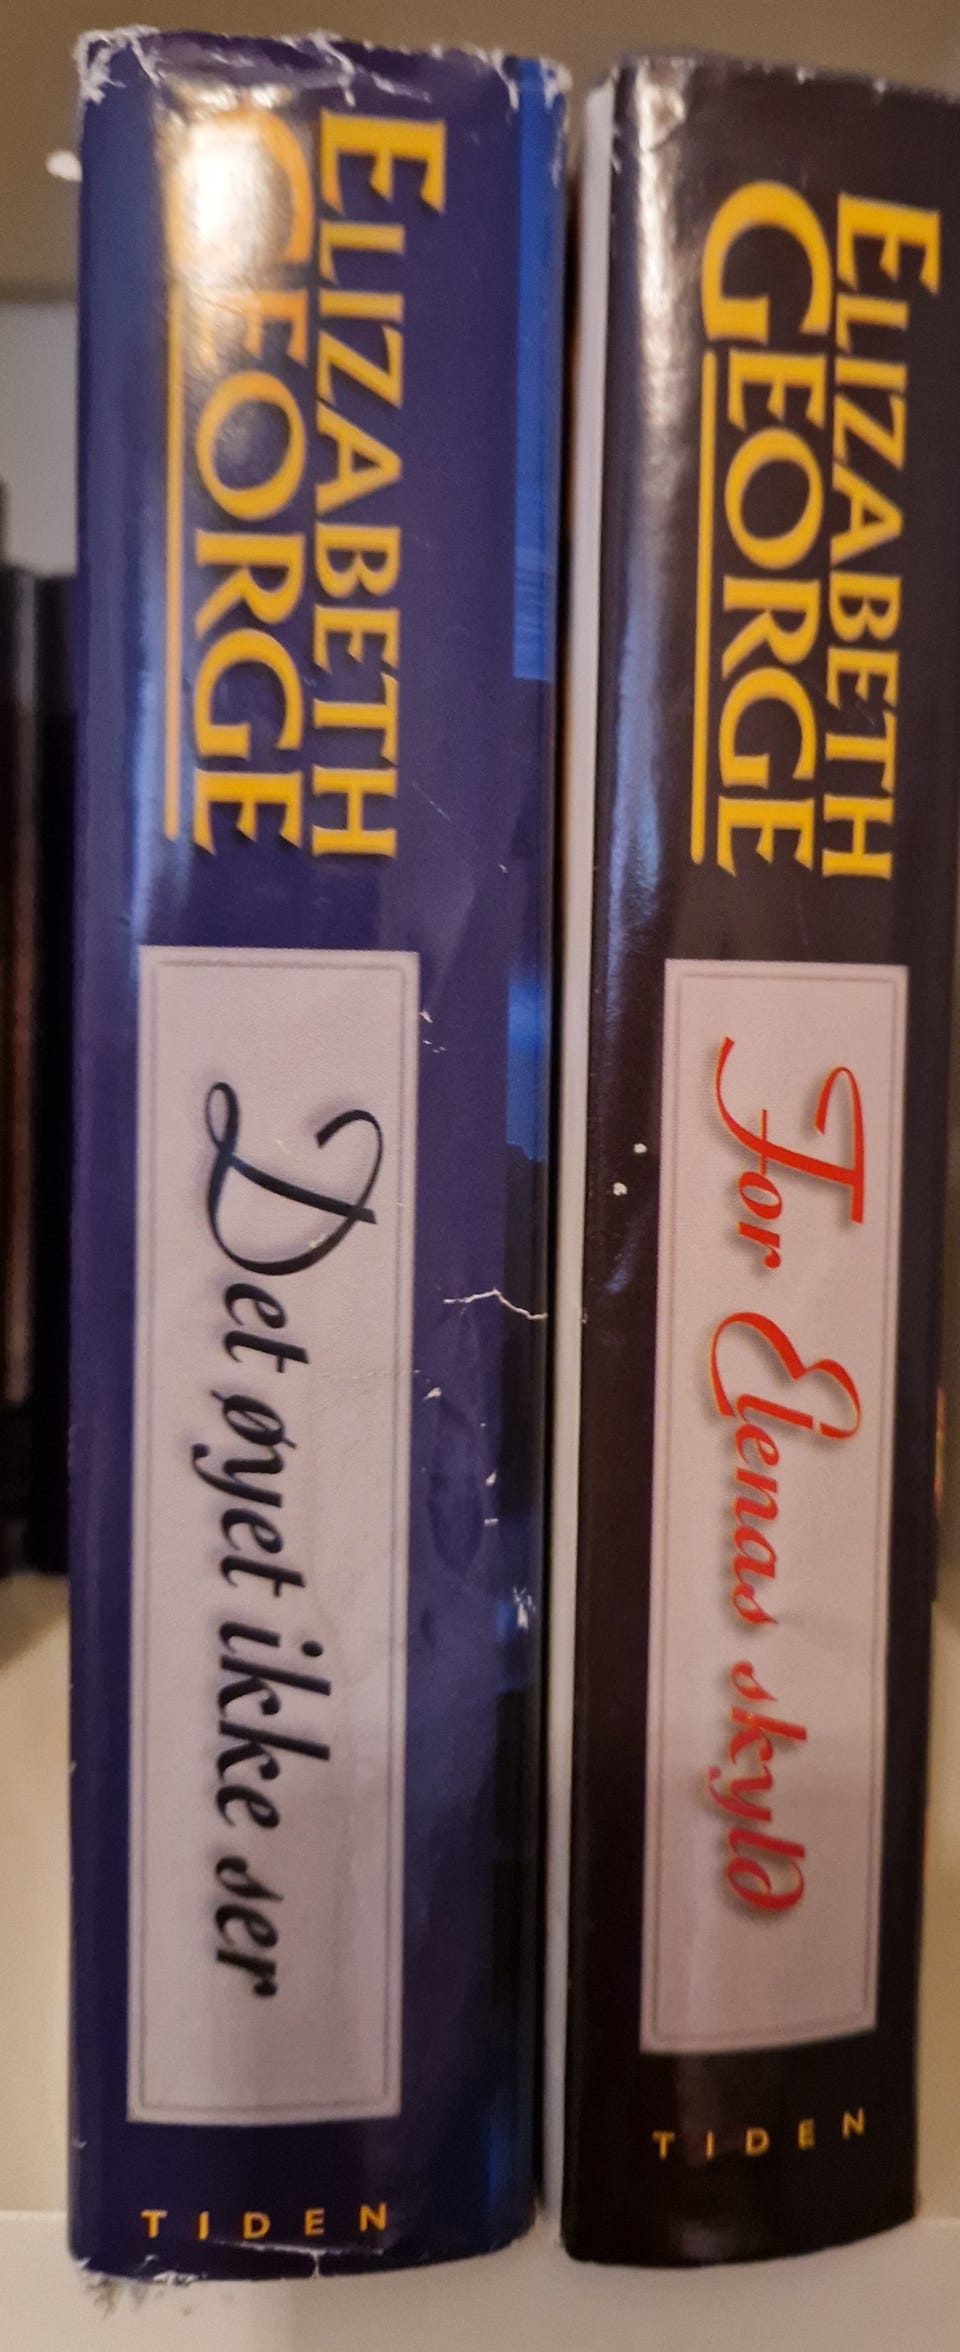 ELIZABETH
GEORGE
Det øyet ikke ser
TIDEN
ELIZABETH
GEORGE
For Elenas skyld
TIDEN